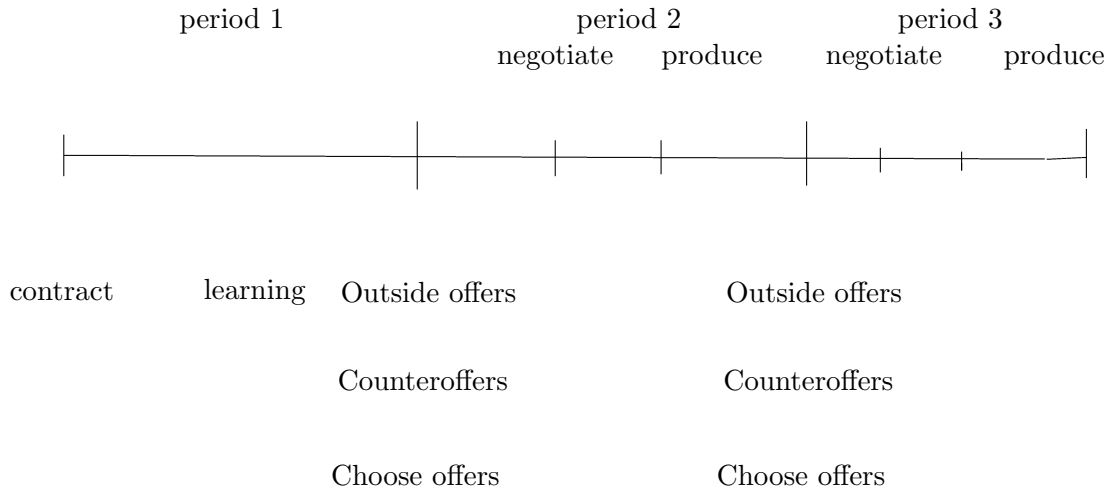 period 1 period 2 period 3
negotiate produce negotiate produce
contract learning Outside offers Outside offers
Counteroffers Counteroffers
Choose offers Choose offers